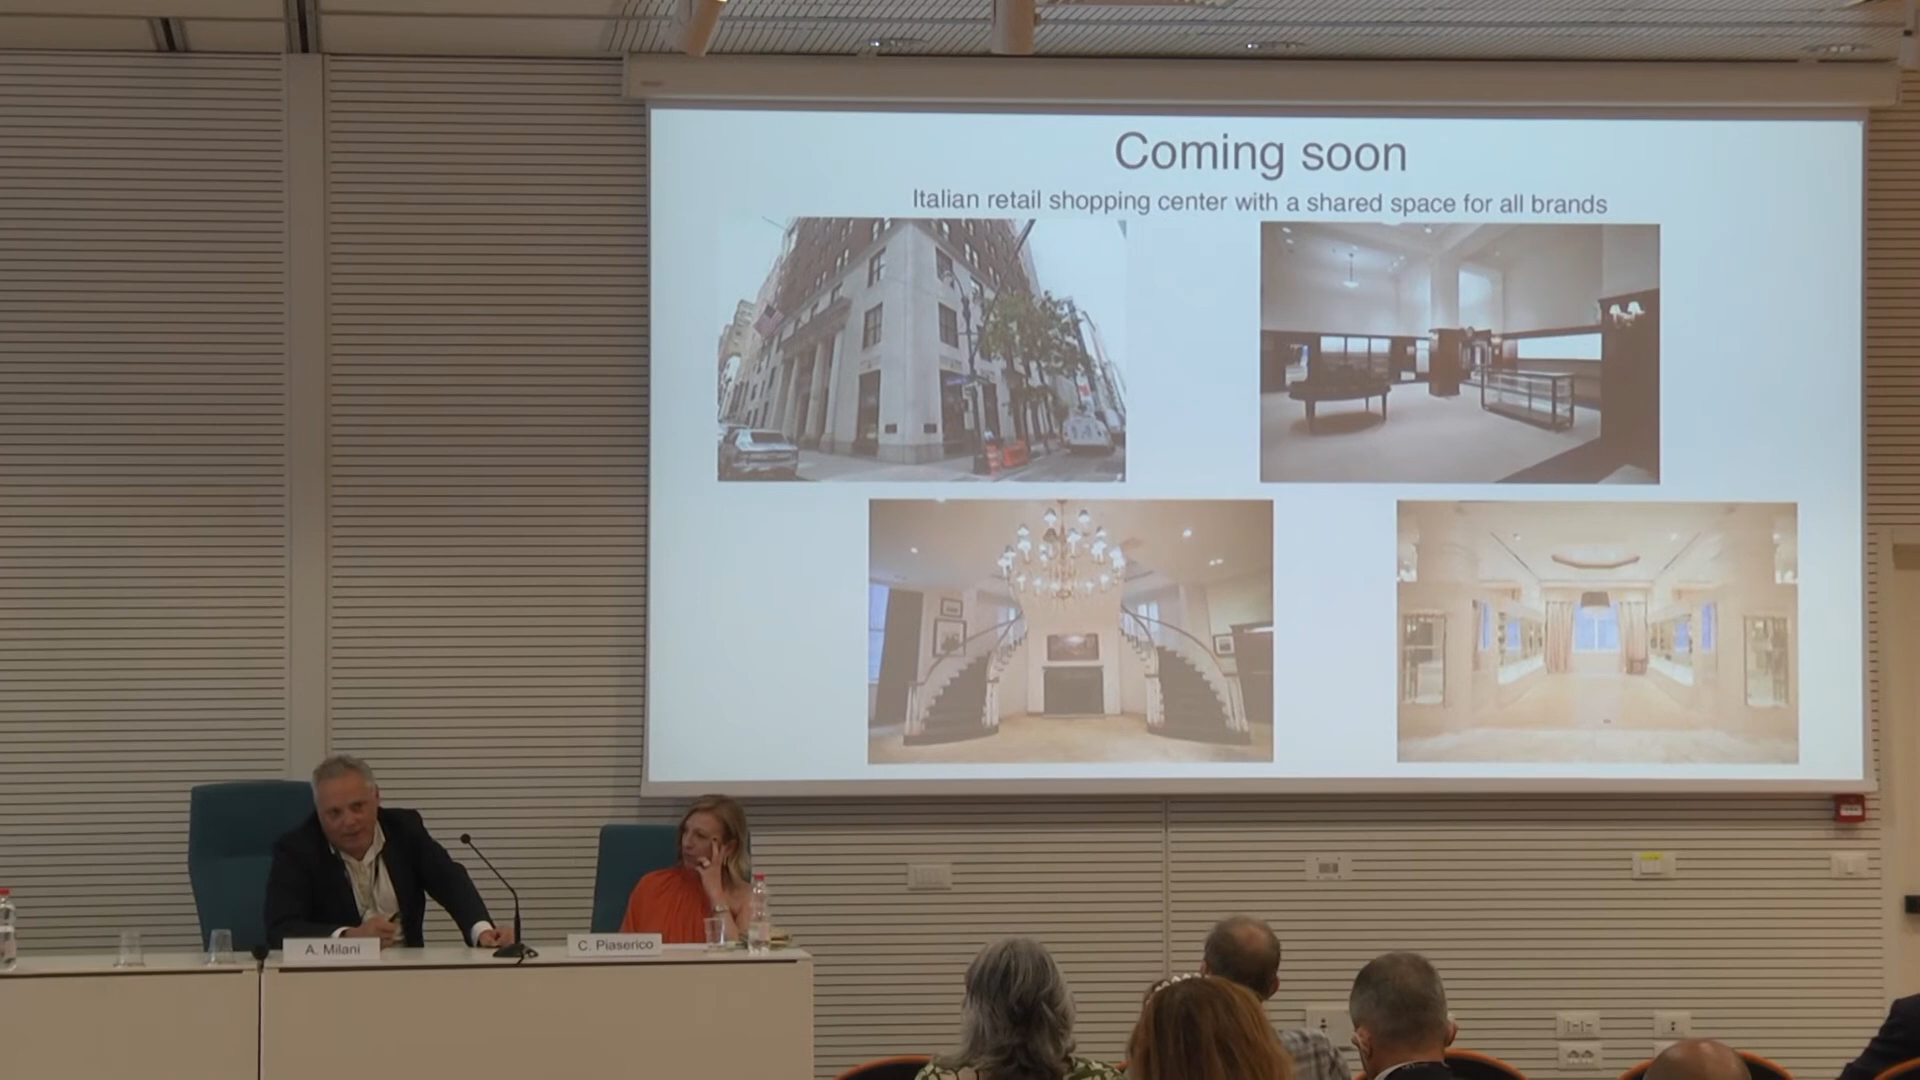 Coming soon
Italian retail shopping center with a shared space for all brands
A. Milani
C. Piaserico